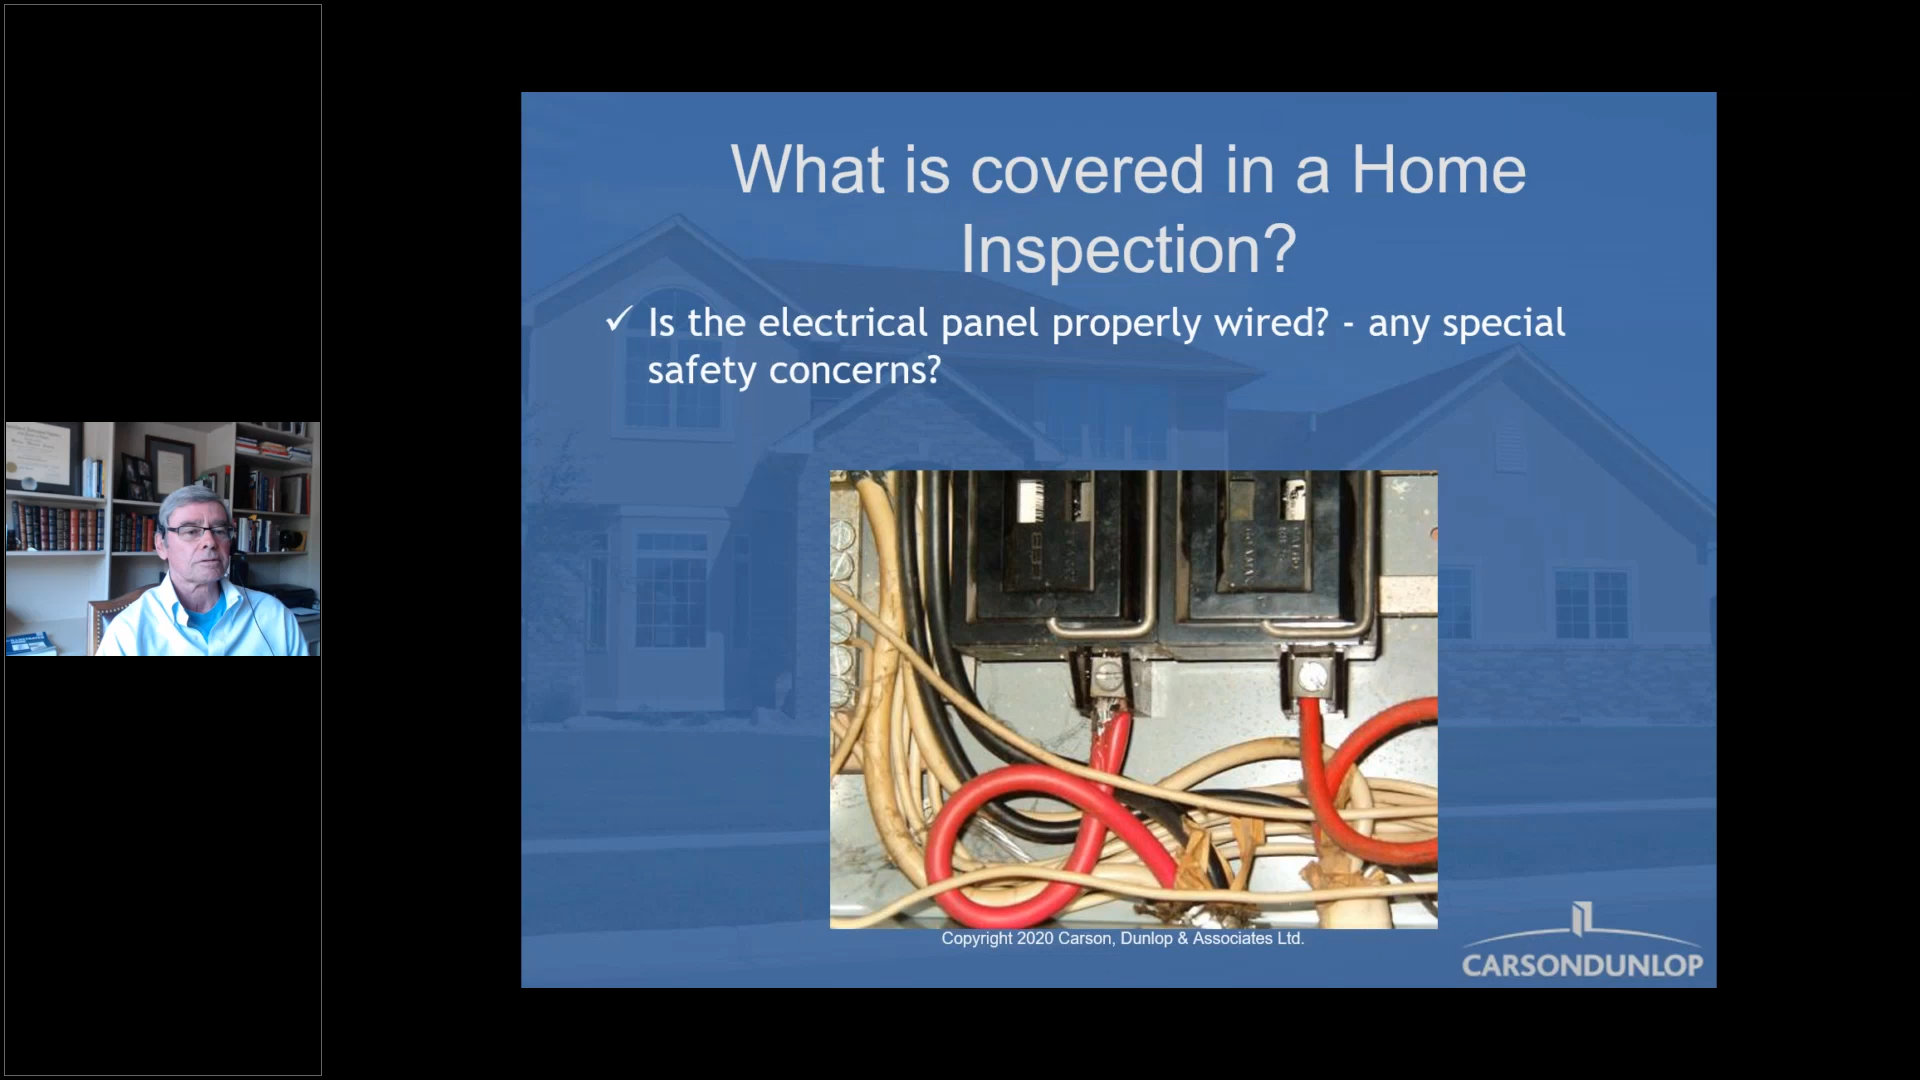 What is covered in a Home
Inspection?
✓ Is the electrical panel properly wired? - any special
safety concerns?
Copyright 2020 Carson, Dunlop & Associates Ltd.
CARSONDUNLOP